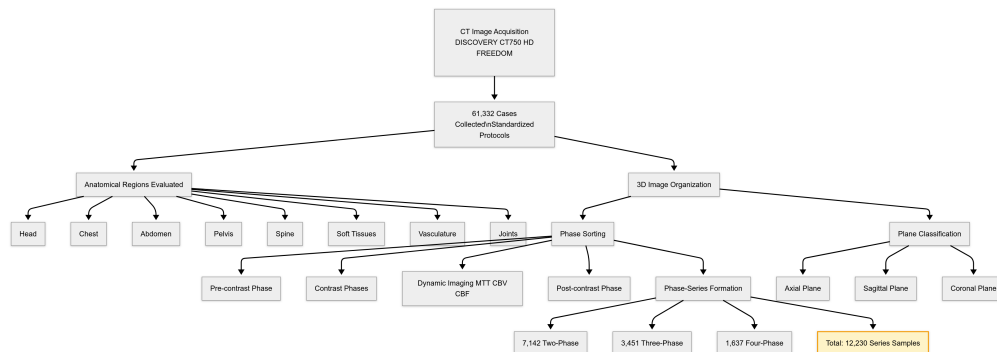 CT Image Acquisition
DISCOVERY CT750 HD
FREEDOM
61,332 Cases
Collected\nStandardized
Protocols
Anatomical Regions Evaluated
3D Image Organization
Head
Chest
Abdomen
Pelvis
Spine
Soft Tissues
Vasculature
Joints
Phase Sorting
Plane Classification
Pre-contrast Phase
Contrast Phases
Dynamic Imaging MTT CBV
CBF
Post-contrast Phase
Phase-Series Formation
Axial Plane
Sagittal Plane
Coronal Plane
7,142 Two-Phase
3,451 Three-Phase
1,637 Four-Phase
Total: 12,230 Series Samples